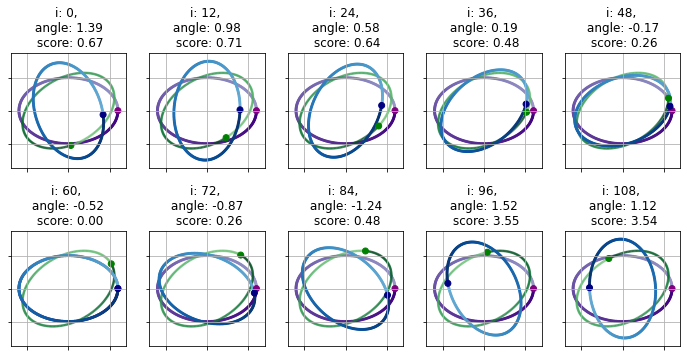 i: 0,
angle: 1.39
score: 0.67
i: 12,
angle: 0.98
score: 0.71
i: 24,
angle: 0.58
score: 0.64
i: 36,
angle: 0.19
score: 0.48
i: 48,
angle: -0.17
score: 0.26
i: 60,
angle: -0.52
score: 0.00
i: 72,
angle: -0.87
score: 0.26
i: 84,
angle: -1.24
score: 0.48
i: 96,
angle: 1.52
score: 3.55
i: 108,
angle: 1.12
score: 3.54